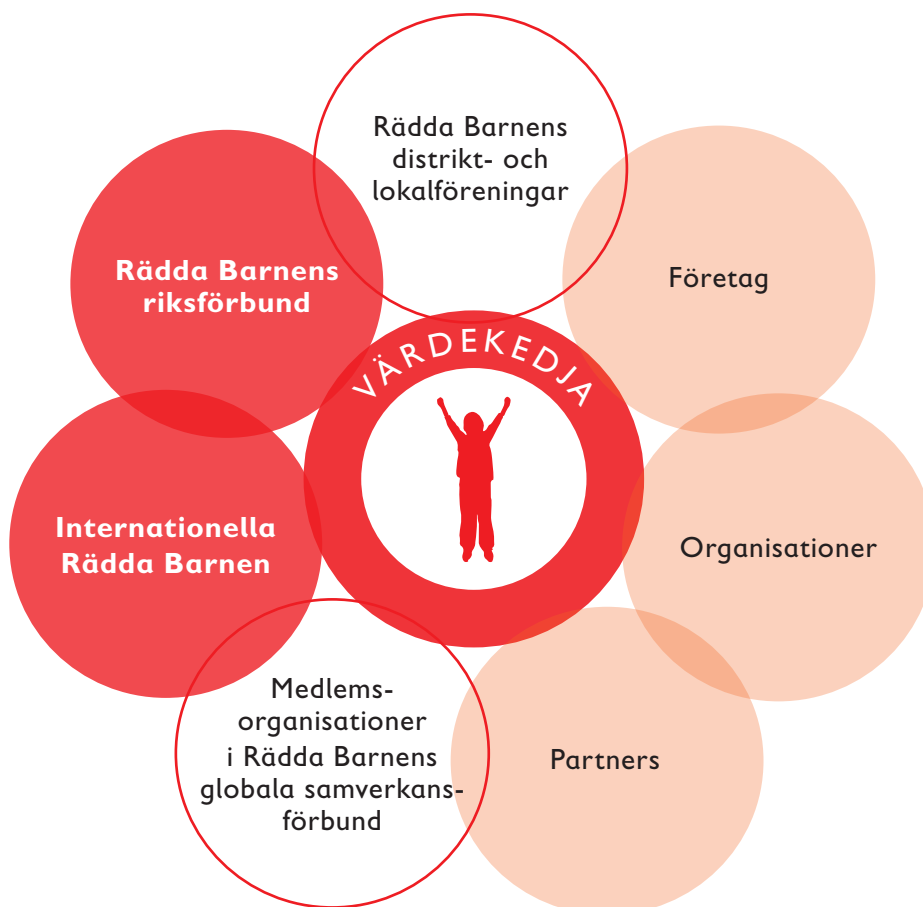 Rädda Barnens
distrikt- och
lokalföreningar
Rädda Barnens
riksförbund
Företag
VÄRDEKEDJA
Internationella
Rädda Barnen
Organisationer
Medlems-
organisationer
i Rädda Barnens
globala samverkans-
förbund
Partners